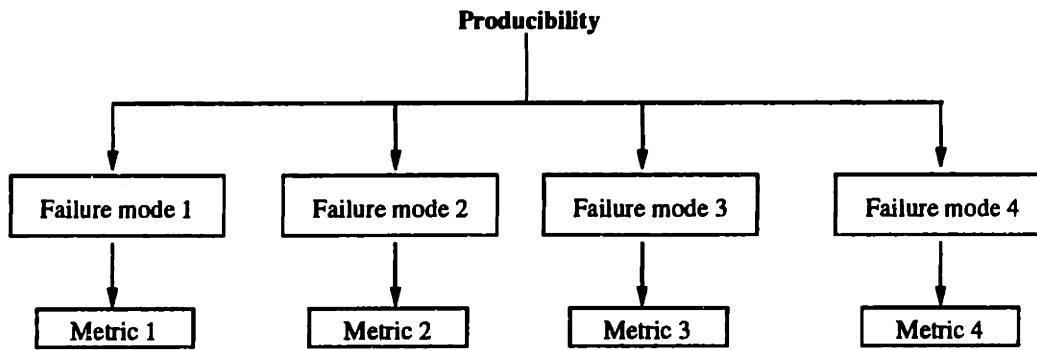 Producibility
Failure mode 1
Failure mode 2
Failure mode 3
Failure mode 4
Metric 1
Metric 2
Metric 3
Metric 4